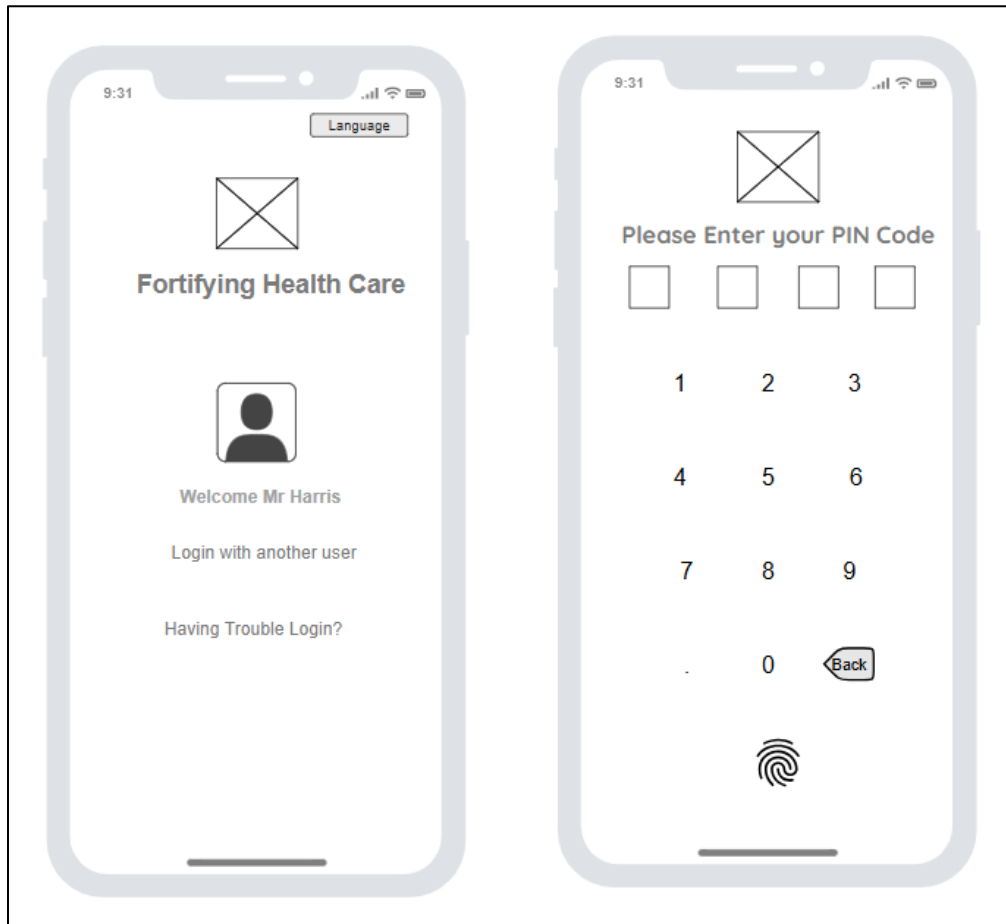 9:31
Language
Fortifying Health Care
Welcome Mr Harris
Login with another user
Having Trouble Login?
9:31
Please Enter your PIN Code
1 2 3
4 5 6
7 8 9
. 0 Back